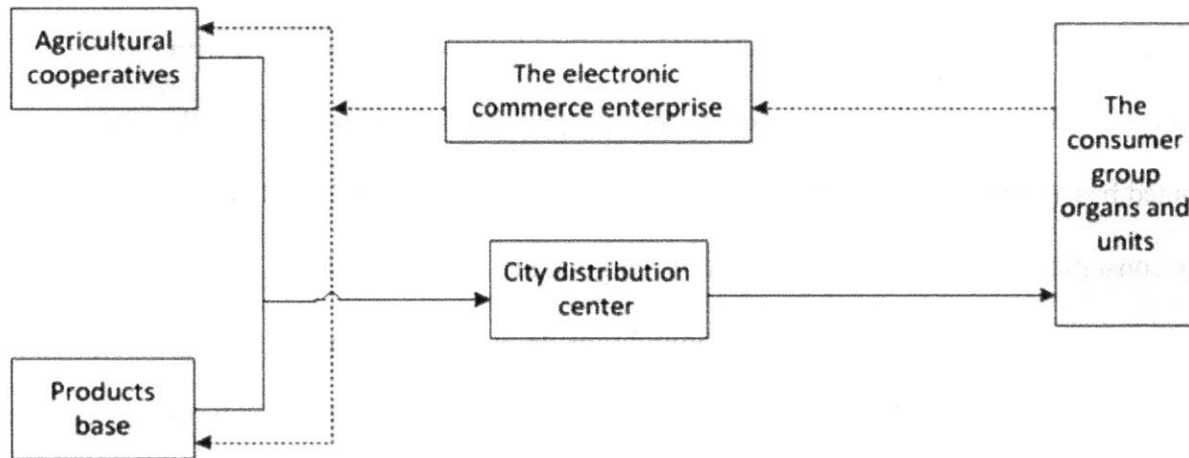 Agricultural
cooperatives
The electronic
commerce enterprise
The
consumer
group
organs and
units
City distribution
center
Products
base